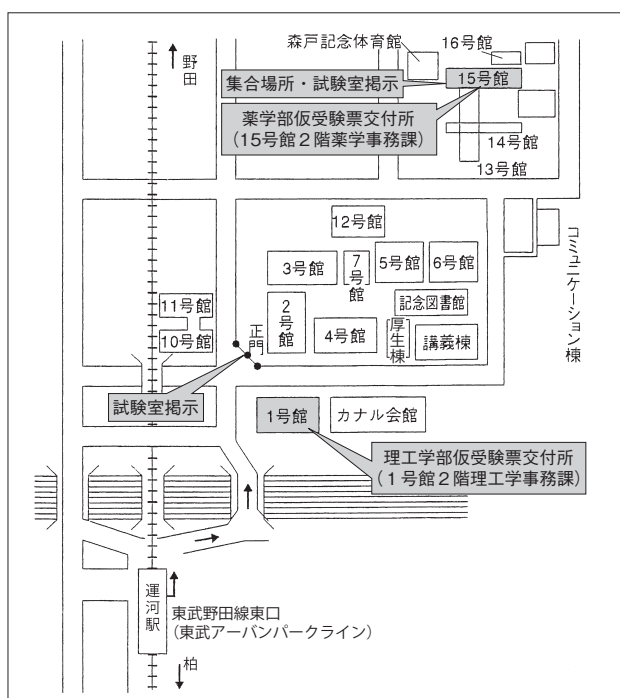 野田
森戸記念体育館
16号館
15号館
集合場所・試験室掲示
薬学部仮受験票交付所
（15号館２階薬学事務課）
14号館
13号館
12号館
3号館
7号館
5号館
6号館
コミュニケーション棟
11号館
10号館
正門
2号館
4号館
記念図書館
厚生棟
講義棟
試験室掲示
1号館
カナル会館
理工学部仮受験票交付所
（１号館２階理工学事務課）
運河駅
東武野田線東口
（東武アーバンパークライン）
柏